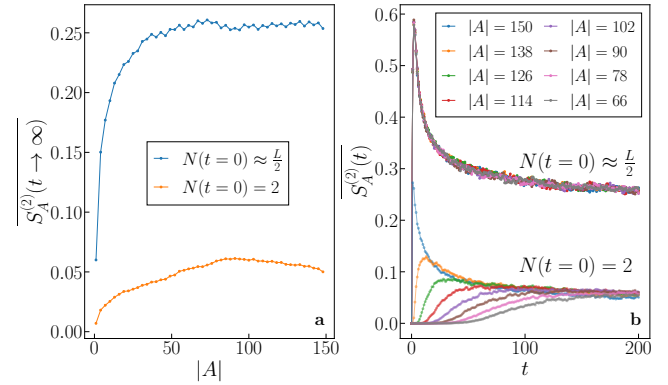 0.25
0.20
0.15
0.10
0.05
0.00
S_A^{(2)}(t → ∞)
N(t = 0) ≈ L/2
N(t = 0) = 2
a
0 50 100 150
|A|
0.6
0.5
0.4
0.3
0.2
0.1
0.0
S_A^{(2)}(t)
|A| = 150 |A| = 102
|A| = 138 |A| = 90
|A| = 126 |A| = 78
|A| = 114 |A| = 66
N(t = 0) ≈ L/2
N(t = 0) = 2
b
0 100 200
t